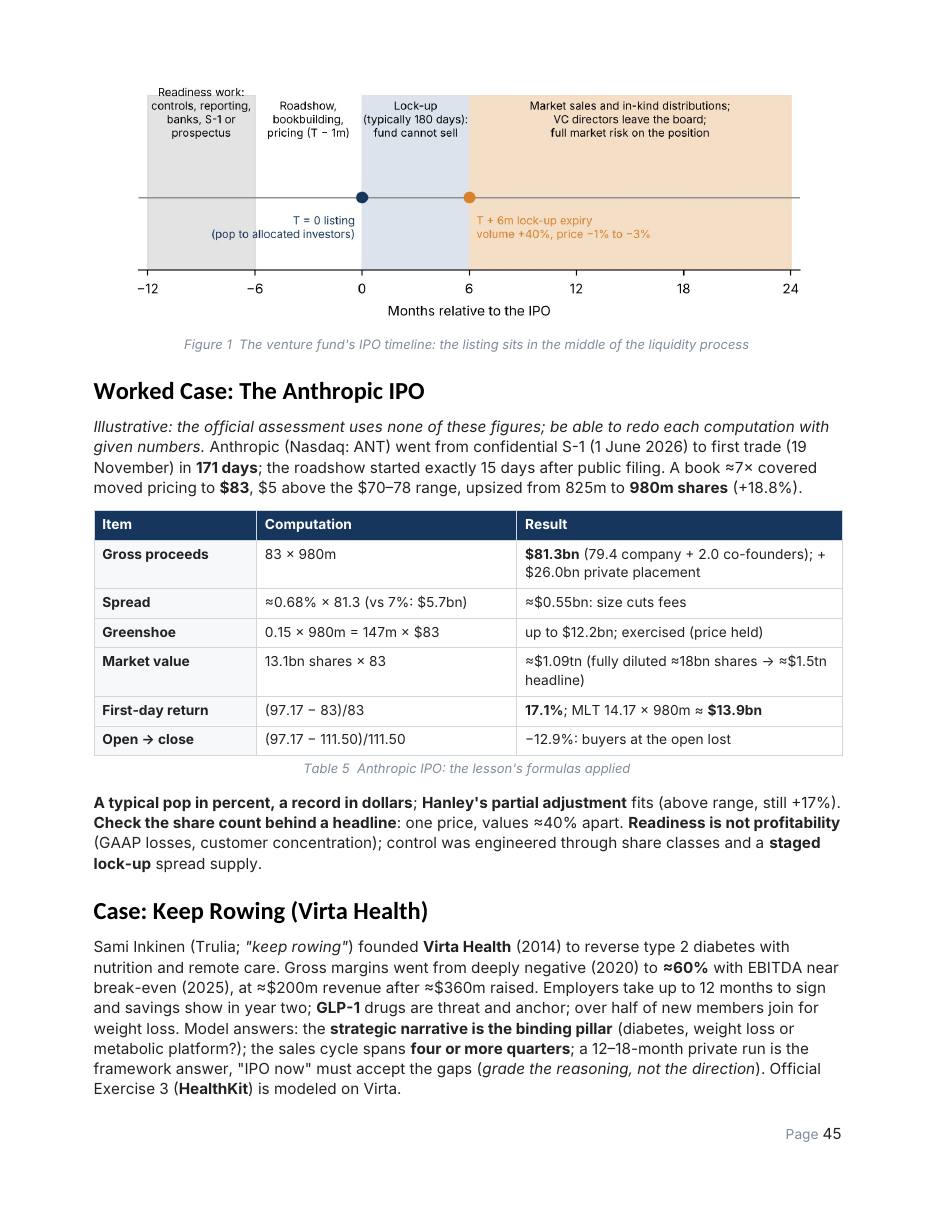 Readiness work:
controls, reporting,
banks, S-1 or
prospectus
Roadshow,
bookbuilding,
pricing (T − 1m)
Lock-up
(typically 180 days):
fund cannot sell
Market sales and in-kind distributions;
VC directors leave the board;
full market risk on the position
T = 0 listing
(pop to allocated investors)
T + 6m lock-up expiry
volume +40%, price −1% to −3%
−12 −6 0 6 12 18 24
Months relative to the IPO
Figure 1 The venture fund's IPO timeline: the listing sits in the middle of the liquidity process
Worked Case: The Anthropic IPO
Illustrative: the official assessment uses none of these figures; be able to redo each computation with
given numbers. Anthropic (Nasdaq: ANT) went from confidential S-1 (1 June 2026) to first trade (19
November) in 171 days; the roadshow started exactly 15 days after public filing. A book ≈7× covered
moved pricing to $83, $5 above the $70–78 range, upsized from 825m to 980m shares (+18.8%).
Item Computation Result
Gross proceeds 83 × 980m $81.3bn (79.4 company + 2.0 co-founders); +
$26.0bn private placement
Spread ≈0.68% × 81.3 (vs 7%: $5.7bn) ≈$0.55bn: size cuts fees
Greenshoe 0.15 × 980m = 147m × $83 up to $12.2bn; exercised (price held)
Market value 13.1bn shares × 83 ≈$1.09tn (fully diluted ≈18bn shares → ≈$1.5tn
headline)
First-day return (97.17 − 83)/83 17.1%; MLT 14.17 × 980m ≈ $13.9bn
Open → close (97.17 − 111.50)/111.50 −12.9%: buyers at the open lost
Table 5 Anthropic IPO: the lesson's formulas applied
A typical pop in percent, a record in dollars; Hanley's partial adjustment fits (above range, still +17%).
Check the share count behind a headline: one price, values ≈40% apart. Readiness is not profitability
(GAAP losses, customer concentration); control was engineered through share classes and a staged
lock-up spread supply.
Case: Keep Rowing (Virta Health)
Sami Inkinen (Trulia; "keep rowing") founded Virta Health (2014) to reverse type 2 diabetes with
nutrition and remote care. Gross margins went from deeply negative (2020) to ≈60% with EBITDA near
break-even (2025), at ≈$200m revenue after ≈$360m raised. Employers take up to 12 months to sign
and savings show in year two; GLP-1 drugs are threat and anchor; over half of new members join for
weight loss. Model answers: the strategic narrative is the binding pillar (diabetes, weight loss or
metabolic platform?); the sales cycle spans four or more quarters; a 12–18-month private run is the
framework answer, "IPO now" must accept the gaps (grade the reasoning, not the direction). Official
Exercise 3 (HealthKit) is modeled on Virta.
Page 45